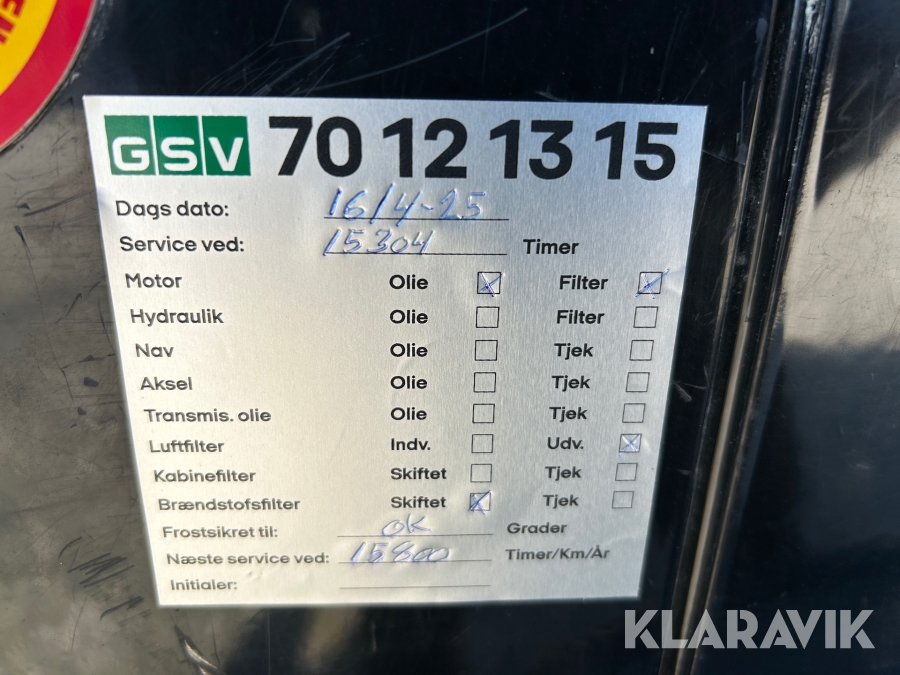 GSV 70 12 13 15
Dags dato: 16/4-25
Service ved: 15304 Timer
Motor Olie Filter
Hydraulik Olie Filter
Nav Olie Tjek
Aksel Olie Tjek
Transmis. olie Olie Tjek
Luftfilter Indv. Udv.
Kabinefilter Skiftet Tjek
Brændstofsfilter Skiftet Tjek
Frostsikret til: ok Grader
Næste service ved: 15800 Timer/Km/År
Initialer:
KLARAVIK